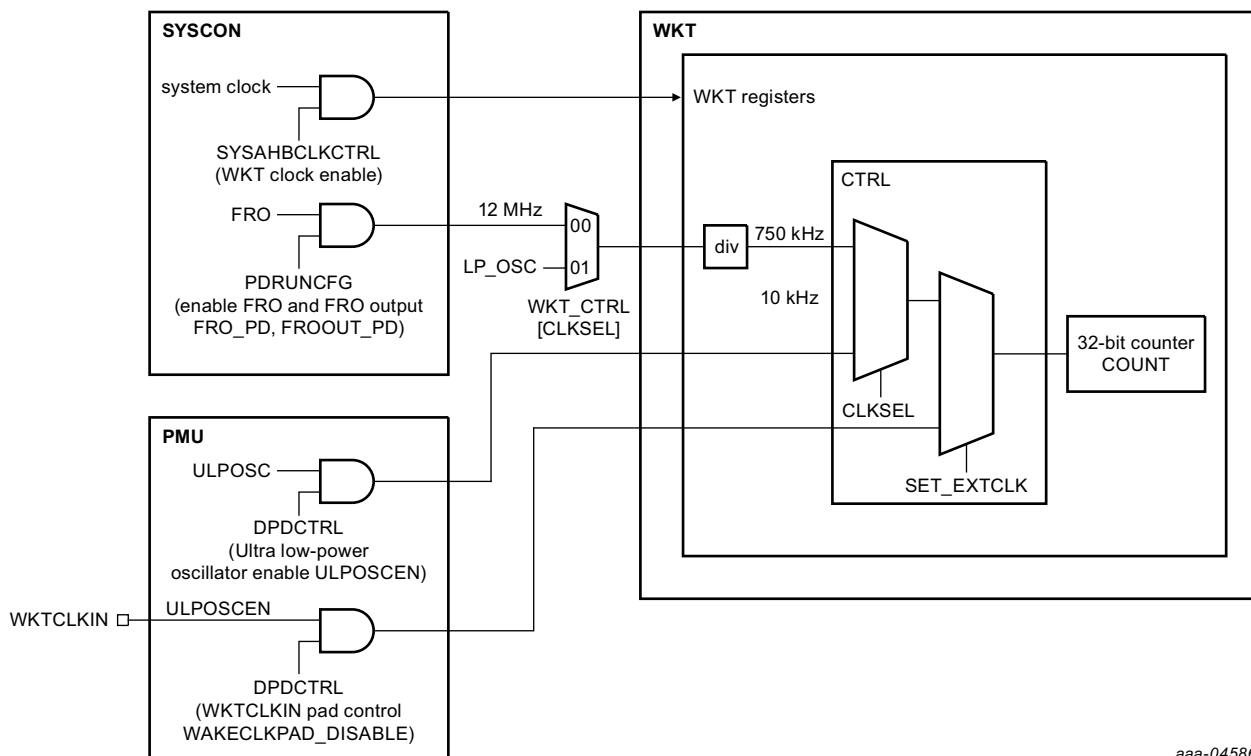 SYSCON
system clock
SYSAHBCLKCTRL
(WKT clock enable)
FRO
PDRUNCFG
(enable FRO and FRO output
FRO_PD, FROOUT_PD)
12 MHz
00
LP_OSC
01
WKT_CTRL
[CLKSEL]
WKT
WKT registers
CTRL
div
750 kHz
10 kHz
CLKSEL
SET_EXTCLK
32-bit counter
COUNT
PMU
ULPOSC
DPDCTRL
(Ultra low-power
oscillator enable ULPOSCEN)
WKTCLKIN
ULPOSCEN
DPDCTRL
(WKTCLKIN pad control
WAKECLKPAD_DISABLE)